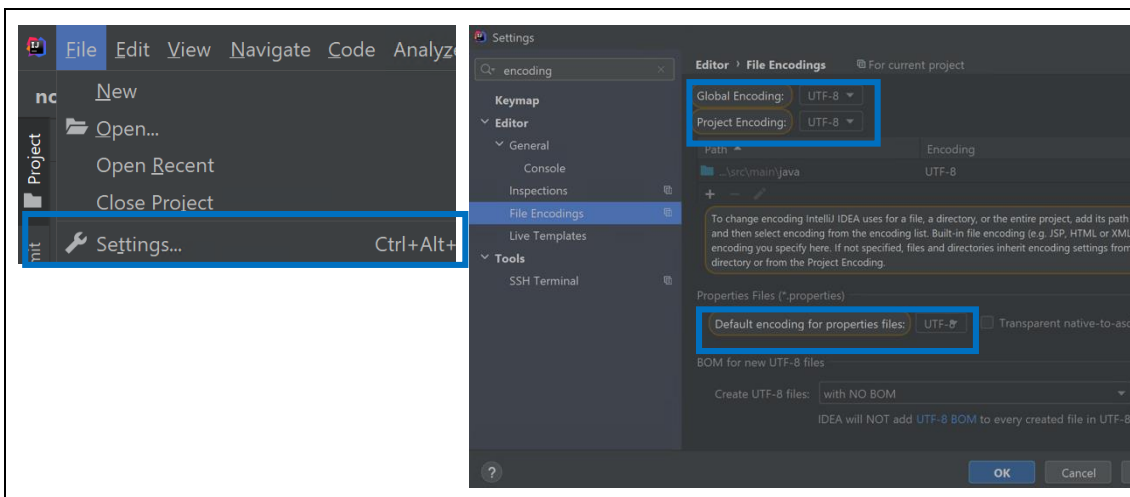 File Edit View Navigate Code Analyze
New
Open...
Open Recent
Close Project
Settings... Ctrl+Alt+
Project
Settings
encoding
Keymap
Editor
General
Console
Inspections
File Encodings
Live Templates
Tools
SSH Terminal
Editor › File Encodings For current project
Global Encoding: UTF-8
Project Encoding: UTF-8
Path Encoding
...\src\main\java UTF-8
To change encoding IntelliJ IDEA uses for a file, a directory, or the entire project, add its path
and then select encoding from the encoding list. Built-in file encoding (e.g. JSP, HTML or XML
encoding you specify here. If not specified, files and directories inherit encoding settings from
directory or from the Project Encoding.
Properties Files (*.properties)
Default encoding for properties files: UTF-8 Transparent native-to-asc
BOM for new UTF-8 files
Create UTF-8 files: with NO BOM
IDEA will NOT add UTF-8 BOM to every created file in UTF-8
? OK Cancel